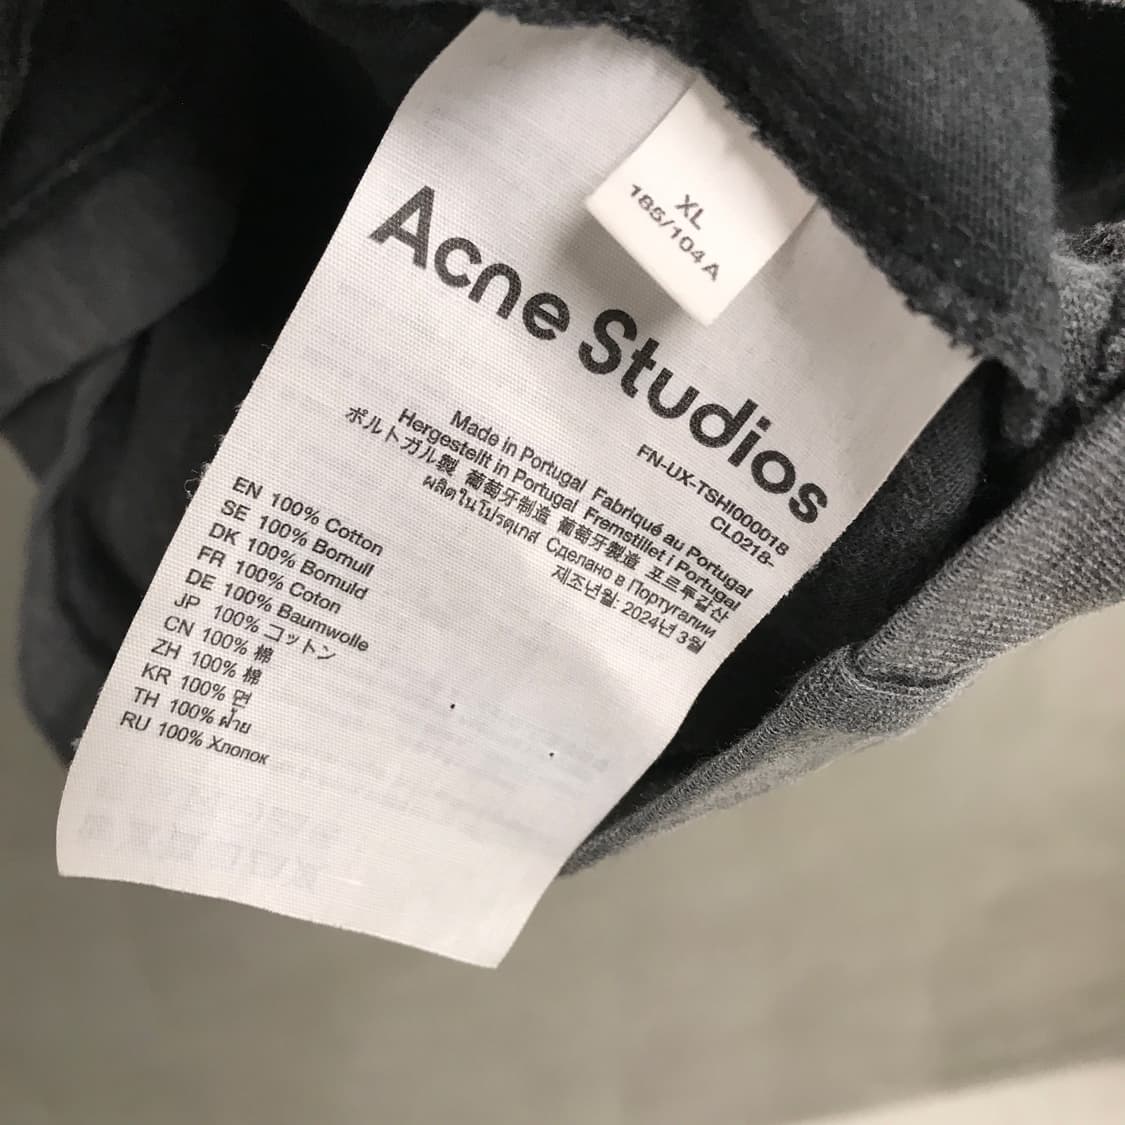 XL
185/104A
Acne Studios
FN-UX-TSHI000018
CL0218-
Made in Portugal Fabriqué au Portugal
Hergestellt in Portugal Fremstillet i Portugal
ポルトガル製 葡萄牙制造 葡萄牙製造 포르투갈산
ผลิตในโปรตุเกส Сделано в Португалии
제조년월: 2024년 3월
EN 100% Cotton
SE 100% Bomull
DK 100% Bomuld
FR 100% Coton
DE 100% Baumwolle
JP 100% コットン
CN 100% 棉
ZH 100% 棉
KR 100% 면
TH 100% ฝ้าย
RU 100% Хлопок